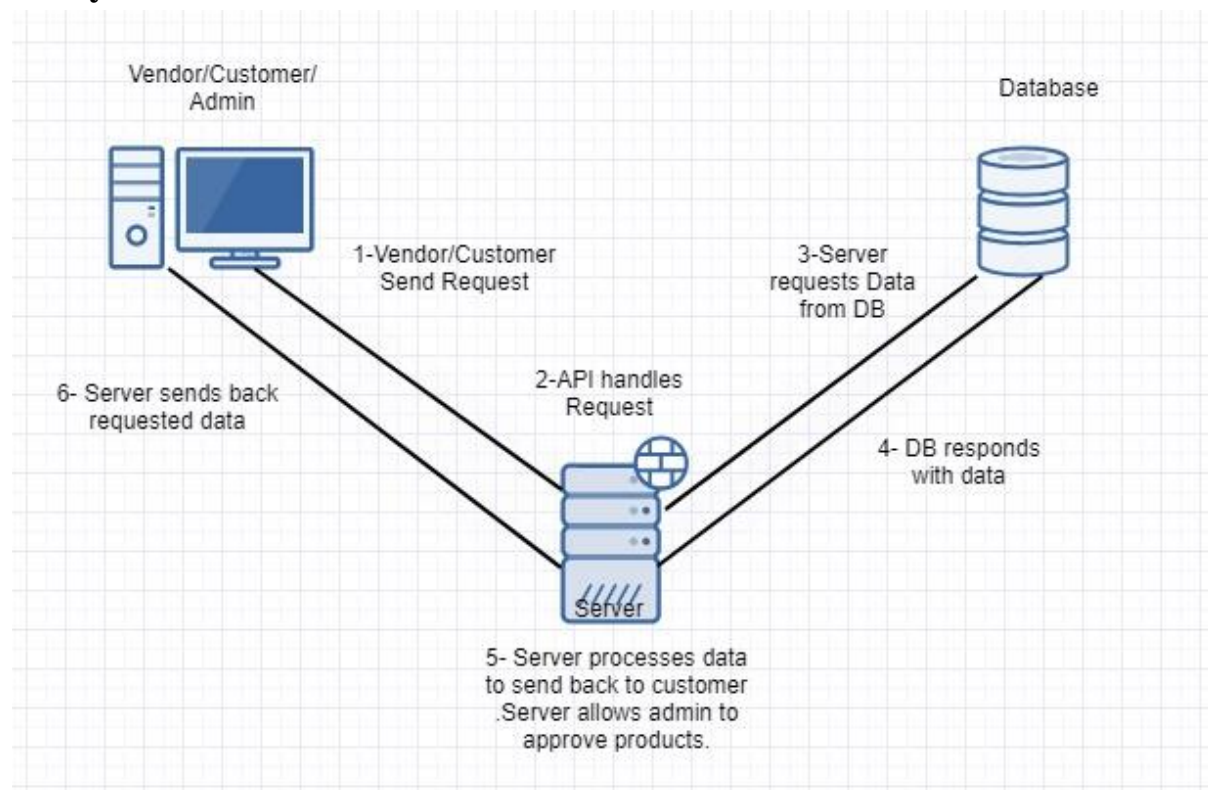 Vendor/Customer/
Admin
Database
1-Vendor/Customer
Send Request
3-Server
requests Data
from DB
2-API handles
Request
6- Server sends back
requested data
4- DB responds
with data
Server
5- Server processes data
to send back to customer
.Server allows admin to
approve products.